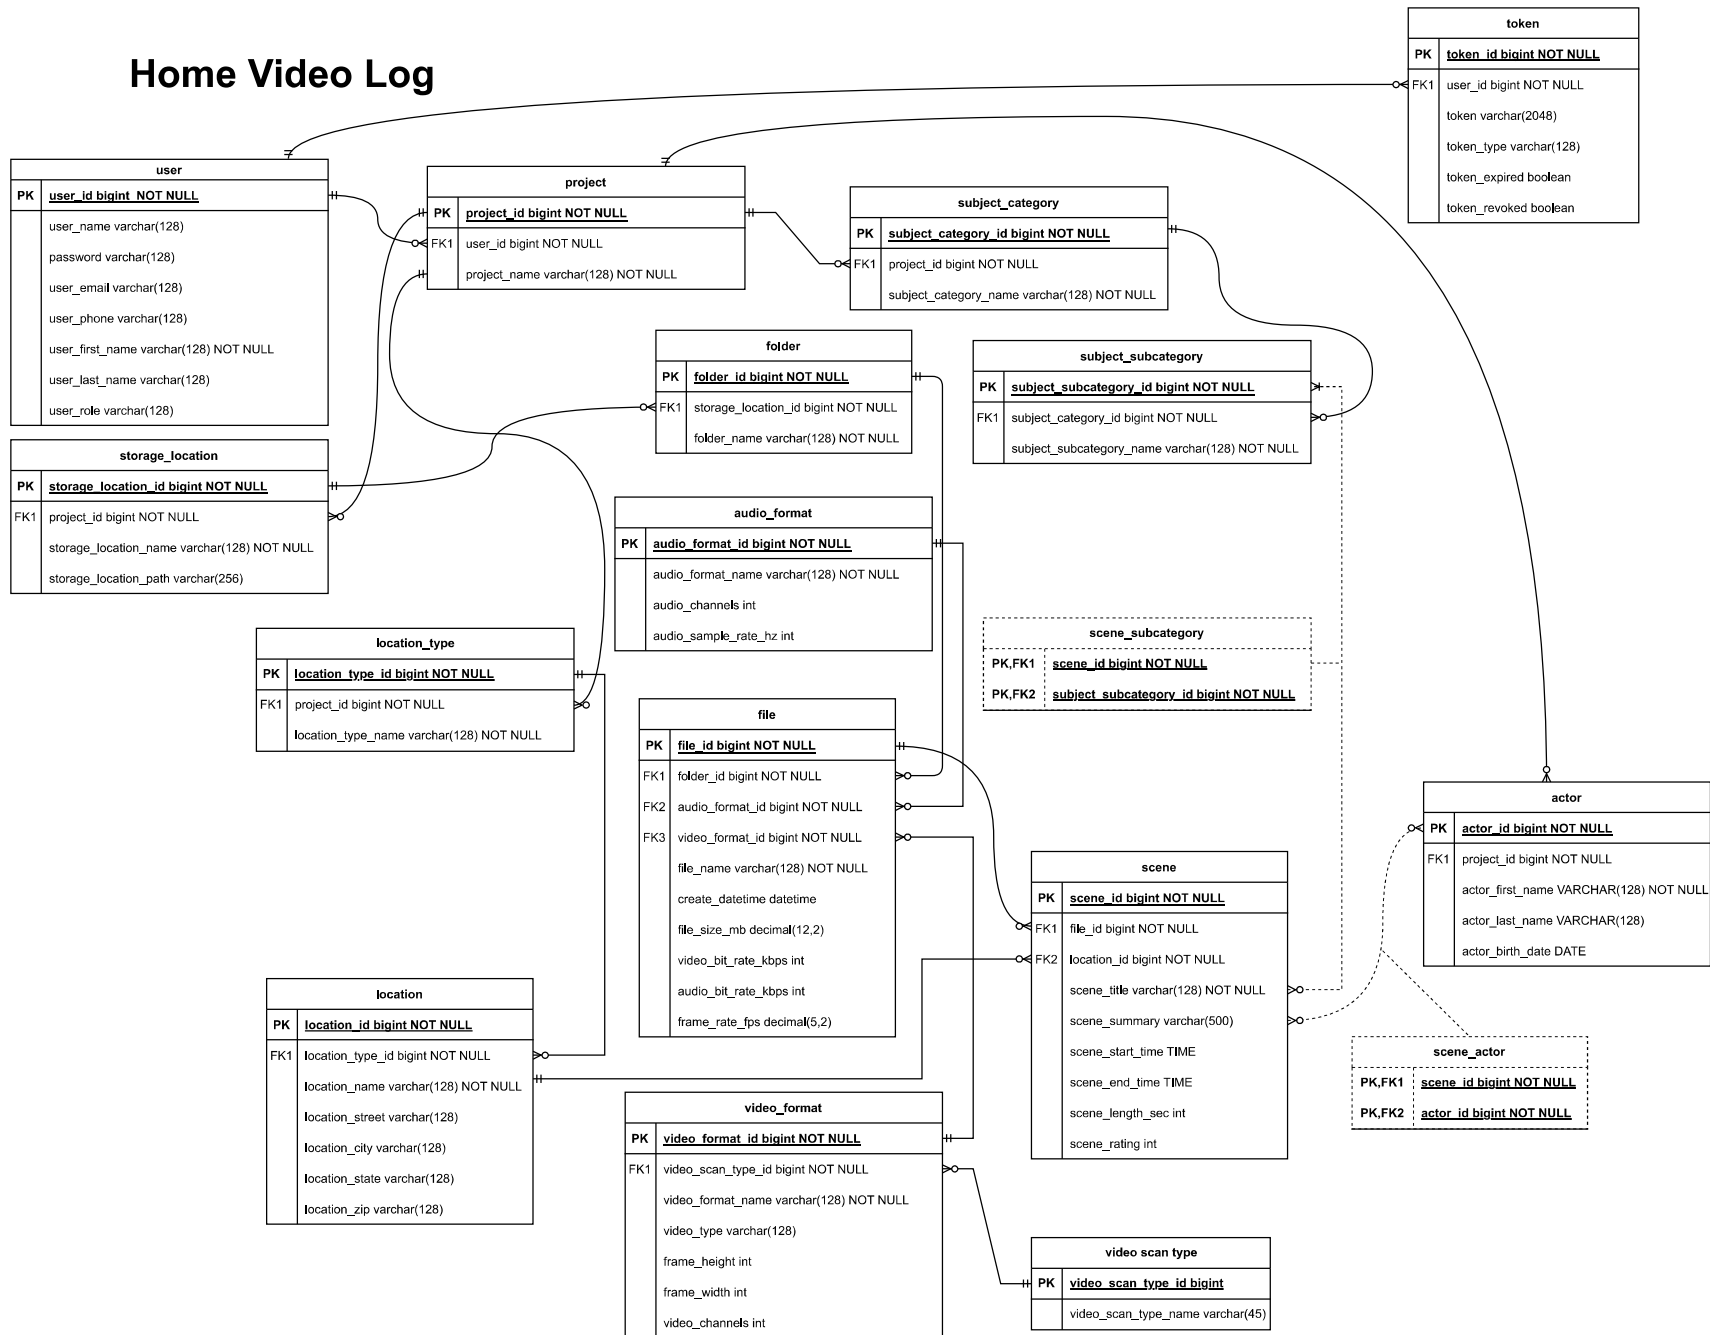 Home Video Log
token
PK token_id bigint NOT NULL
FK1 user_id bigint NOT NULL
token varchar(2048)
token_type varchar(128)
token_expired boolean
token_revoked boolean
user
PK user_id bigint NOT NULL
user_name varchar(128)
password varchar(128)
user_email varchar(128)
user_phone varchar(128)
user_first_name varchar(128) NOT NULL
user_last_name varchar(128)
user_role varchar(128)
project
PK project_id bigint NOT NULL
FK1 user_id bigint NOT NULL
project_name varchar(128) NOT NULL
subject_category
PK subject_category_id bigint NOT NULL
FK1 project_id bigint NOT NULL
subject_category_name varchar(128) NOT NULL
folder
PK folder_id bigint NOT NULL
FK1 storage_location_id bigint NOT NULL
folder_name varchar(128) NOT NULL
subject_subcategory
PK subject_subcategory_id bigint NOT NULL
FK1 subject_category_id bigint NOT NULL
subject_subcategory_name varchar(128) NOT NULL
storage_location
PK storage_location_id bigint NOT NULL
FK1 project_id bigint NOT NULL
storage_location_name varchar(128) NOT NULL
storage_location_path varchar(256)
audio_format
PK audio_format_id bigint NOT NULL
audio_format_name varchar(128) NOT NULL
audio_channels int
audio_sample_rate_hz int
location_type
PK location_type_id bigint NOT NULL
FK1 project_id bigint NOT NULL
location_type_name varchar(128) NOT NULL
scene_subcategory
PK,FK1 scene_id bigint NOT NULL
PK,FK2 subject_subcategory_id bigint NOT NULL
file
PK file_id bigint NOT NULL
FK1 folder_id bigint NOT NULL
FK2 audio_format_id bigint NOT NULL
FK3 video_format_id bigint NOT NULL
file_name varchar(128) NOT NULL
create_datetime datetime
file_size_mb decimal(12,2)
video_bit_rate_kbps int
audio_bit_rate_kbps int
frame_rate_fps decimal(5,2)
actor
PK actor_id bigint NOT NULL
FK1 project_id bigint NOT NULL
actor_first_name VARCHAR(128) NOT NULL
actor_last_name VARCHAR(128)
actor_birth_date DATE
scene
PK scene_id bigint NOT NULL
FK1 file_id bigint NOT NULL
FK2 location_id bigint NOT NULL
scene_title varchar(128) NOT NULL
scene_summary varchar(500)
scene_start_time TIME
scene_end_time TIME
scene_length_sec int
scene_rating int
location
PK location_id bigint NOT NULL
FK1 location_type_id bigint NOT NULL
location_name varchar(128) NOT NULL
location_street varchar(128)
location_city varchar(128)
location_state varchar(128)
location_zip varchar(128)
scene_actor
PK,FK1 scene_id bigint NOT NULL
PK,FK2 actor_id bigint NOT NULL
video_format
PK video_format_id bigint NOT NULL
FK1 video_scan_type_id bigint NOT NULL
video_format_name varchar(128) NOT NULL
video_type varchar(128)
frame_height int
frame_width int
video_channels int
video scan type
PK video_scan_type_id bigint
video_scan_type_name varchar(45)